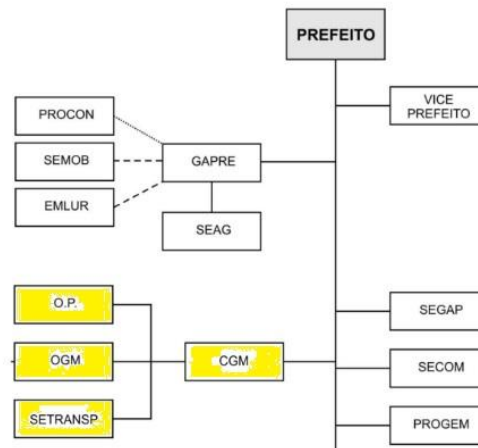 PREFEITO
VICE
PREFEITO
PROCON
SEMOB
GAPRE
EMLUR
SEAG
O.P.
SEGAP
OGM
CGM
SECOM
SETRANSP
PROGEM